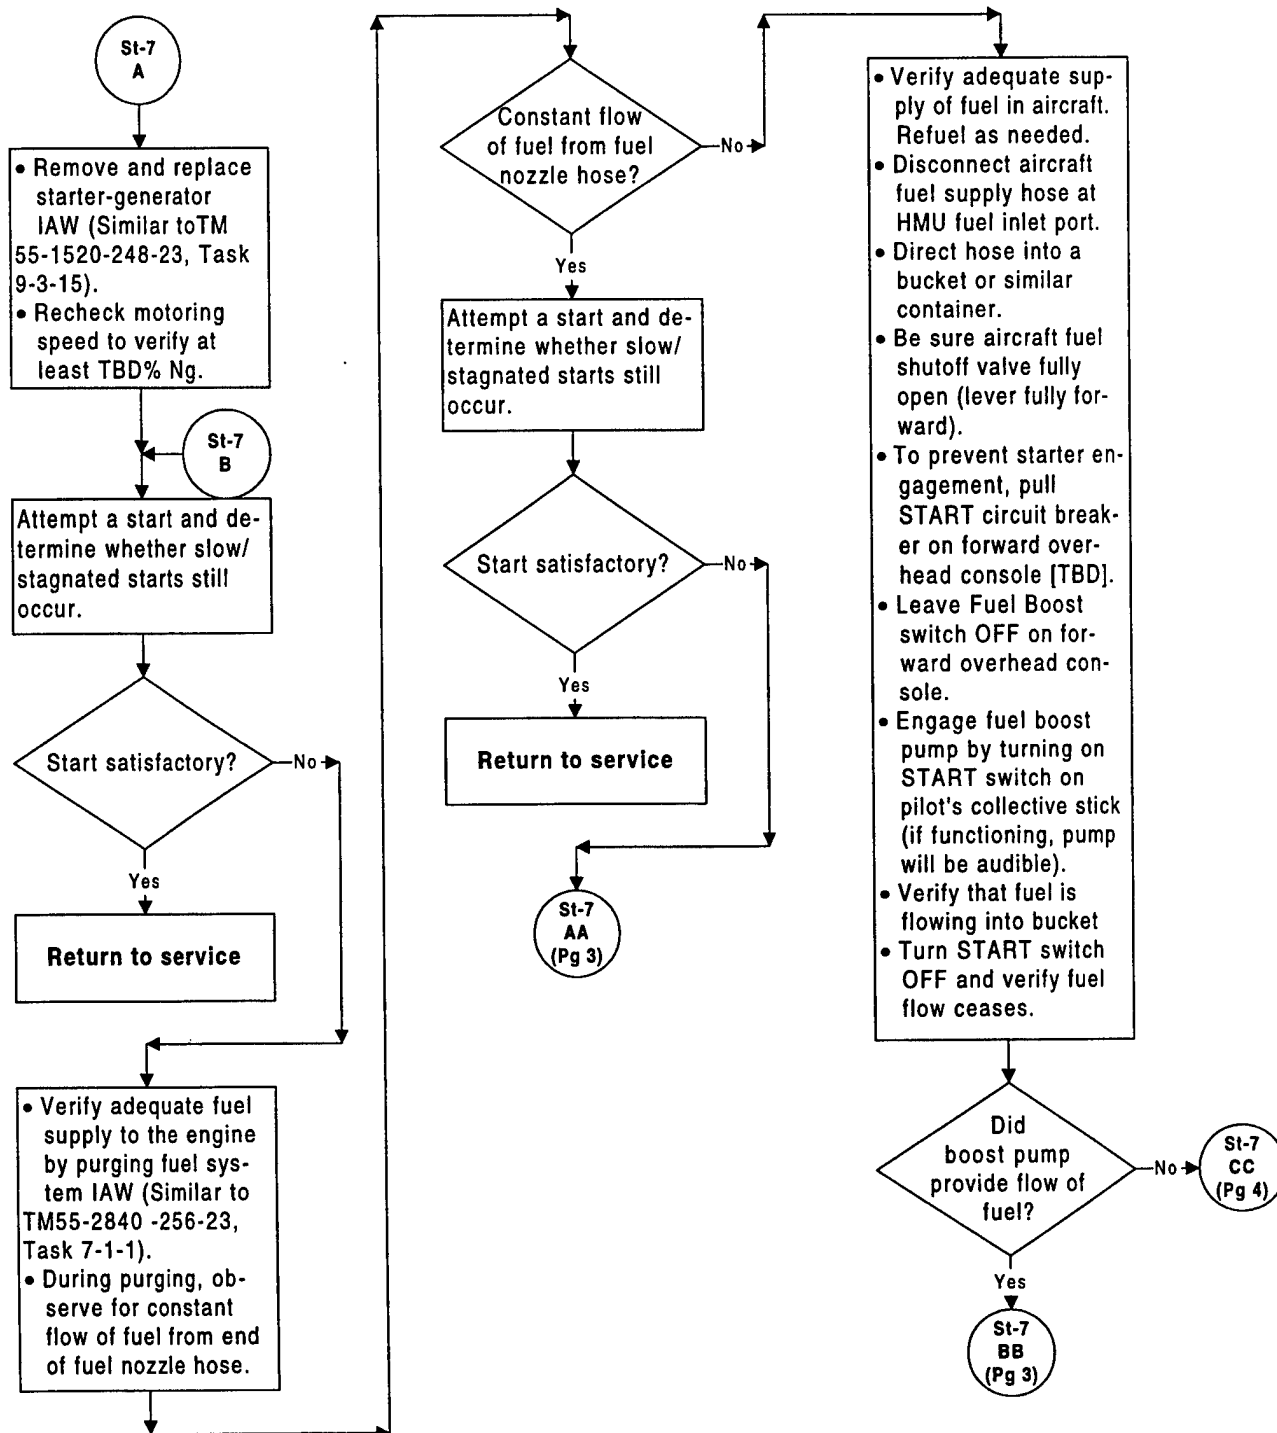 St-7
A
• Remove and replace
starter-generator
IAW (Similar toTM
55-1520-248-23, Task
9-3-15).
• Recheck motoring
speed to verify at
least TBD% Ng.
St-7
B
Attempt a start and de-
termine whether slow/
stagnated starts still
occur.
Start satisfactory?
No
Yes
Return to service
• Verify adequate fuel
supply to the engine
by purging fuel sys-
tem IAW (Similar to
TM55-2840 -256-23,
Task 7-1-1).
• During purging, ob-
serve for constant
flow of fuel from end
of fuel nozzle hose.
Constant flow
of fuel from fuel
nozzle hose?
No
Yes
Attempt a start and de-
termine whether slow/
stagnated starts still
occur.
Start satisfactory?
No
Yes
Return to service
St-7
AA
(Pg 3)
• Verify adequate sup-
ply of fuel in aircraft.
Refuel as needed.
• Disconnect aircraft
fuel supply hose at
HMU fuel inlet port.
• Direct hose into a
bucket or similar
container.
• Be sure aircraft fuel
shutoff valve fully
open (lever fully for-
ward).
• To prevent starter en-
gagement, pull
START circuit break-
er on forward over-
head console [TBD].
• Leave Fuel Boost
switch OFF on for-
ward overhead con-
sole.
• Engage fuel boost
pump by turning on
START switch on
pilot's collective stick
(if functioning, pump
will be audible).
• Verify that fuel is
flowing into bucket
• Turn START switch
OFF and verify fuel
flow ceases.
Did
boost pump
provide flow of
fuel?
No
St-7
CC
(Pg 4)
Yes
St-7
BB
(Pg 3)